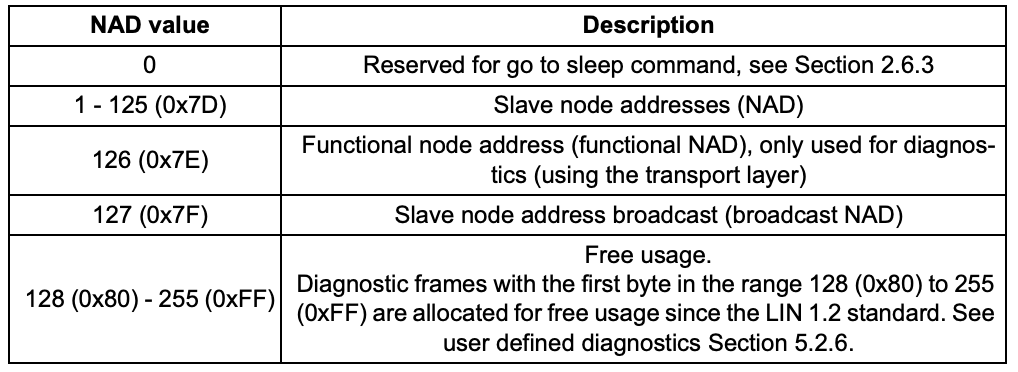 NAD value Description
0 Reserved for go to sleep command, see Section 2.6.3
1 - 125 (0x7D) Slave node addresses (NAD)
126 (0x7E) Functional node address (functional NAD), only used for diagnos-
tics (using the transport layer)
127 (0x7F) Slave node address broadcast (broadcast NAD)
128 (0x80) - 255 (0xFF) Free usage.
Diagnostic frames with the first byte in the range 128 (0x80) to 255
(0xFF) are allocated for free usage since the LIN 1.2 standard. See
user defined diagnostics Section 5.2.6.